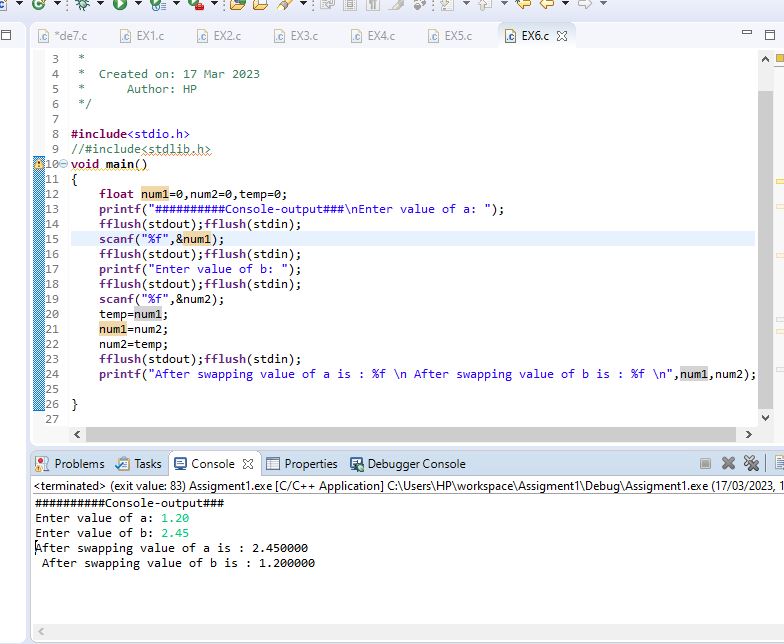 *de7.c EX1.c EX2.c EX3.c EX4.c EX5.c EX6.c
3 *
4 * Created on: 17 Mar 2023
5 * Author: HP
6 */
7
8 #include<stdio.h>
9 //#include<stdlib.h>
10 void main()
11 {
12 float num1=0,num2=0,temp=0;
13 printf("##########Console-output###\nEnter value of a: ");
14 fflush(stdout);fflush(stdin);
15 scanf("%f",&num1);
16 fflush(stdout);fflush(stdin);
17 printf("Enter value of b: ");
18 fflush(stdout);fflush(stdin);
19 scanf("%f",&num2);
20 temp=num1;
21 num1=num2;
22 num2=temp;
23 fflush(stdout);fflush(stdin);
24 printf("After swapping value of a is : %f \n After swapping value of b is : %f \n",num1,num2);
25
26 }
27
Problems Tasks Console Properties Debugger Console
<terminated> (exit value: 83) Assigment1.exe [C/C++ Application] C:\Users\HP\workspace\Assigment1\Debug\Assigment1.exe (17/03/2023, 1
##########Console-output###
Enter value of a: 1.20
Enter value of b: 2.45
After swapping value of a is : 2.450000
After swapping value of b is : 1.200000